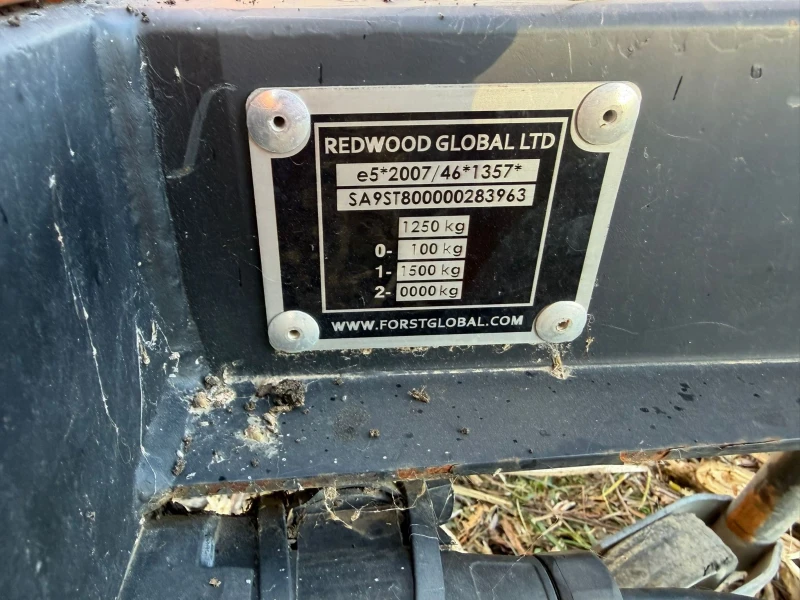 REDWOOD GLOBAL LTD
e5*2007/46*1357*
SA9ST800000283963
1250 kg
0- 100 kg
1- 1500 kg
2- 0000 kg
WWW.FORSTGLOBAL.COM